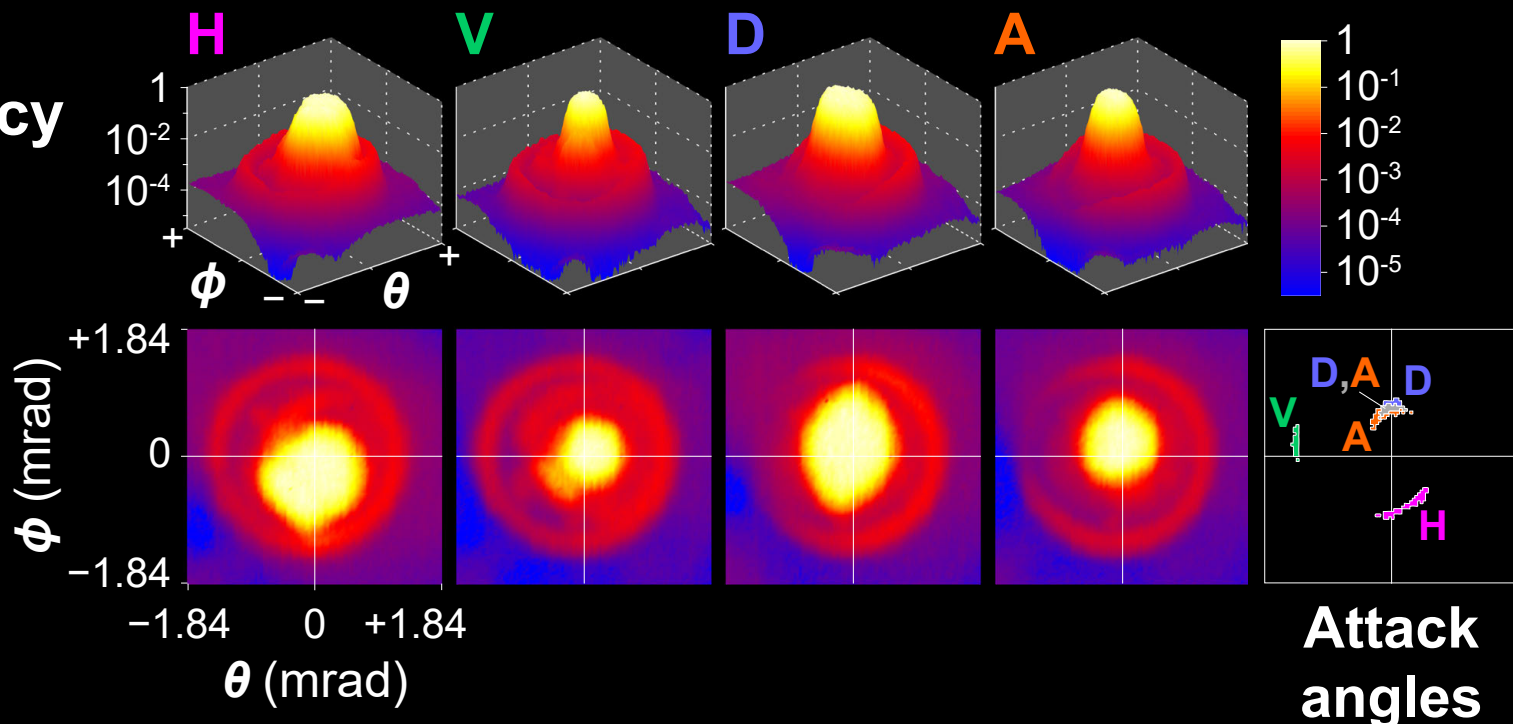 H V D A
cy
1
10-2
10-4
+
ϕ
− −
θ
+
1
10-1
10-2
10-3
10-4
10-5
+1.84
0
−1.84
ϕ (mrad)
−1.84 0 +1.84
θ (mrad)
D,A D
V
A
H
Attack
angles